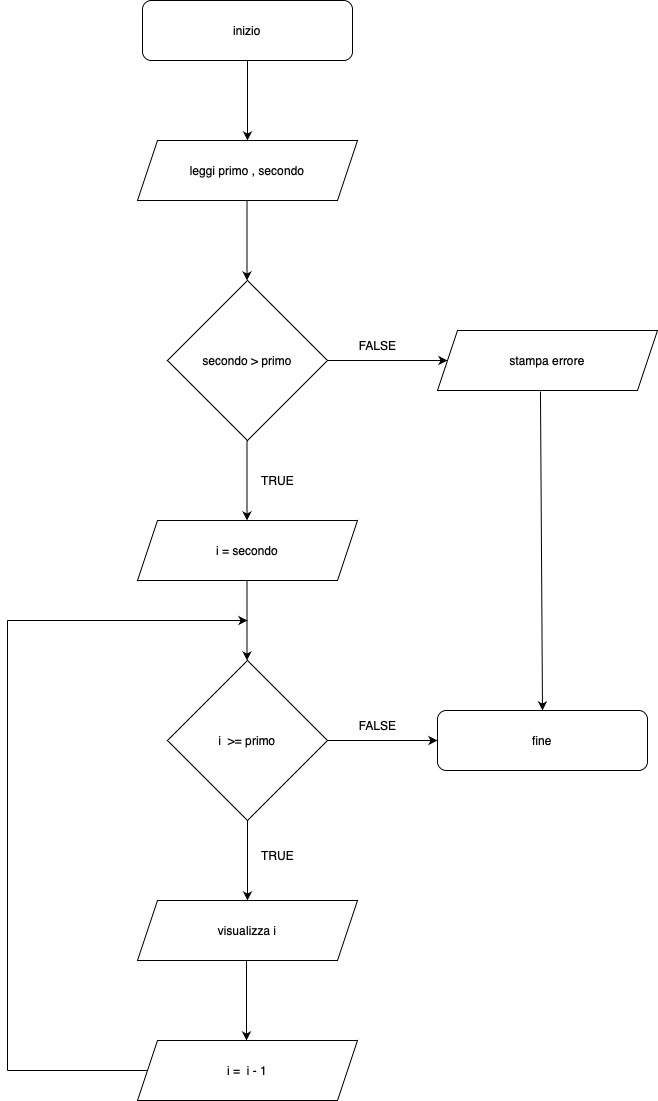 inizio
leggi primo , secondo
secondo > primo
FALSE
stampa errore
TRUE
i = secondo
i >= primo
FALSE
fine
TRUE
visualizza i
i = i - 1